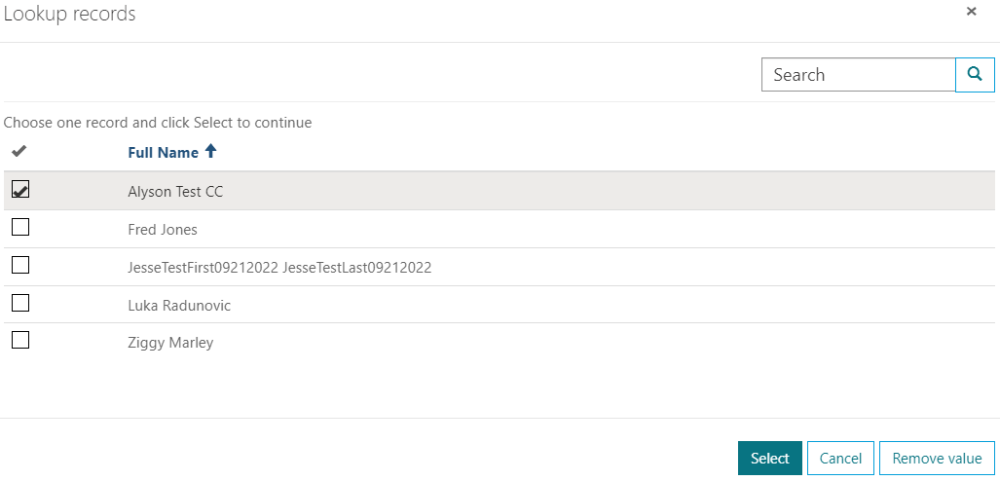 Lookup records
Search
Choose one record and click Select to continue
Full Name
Alyson Test CC
Fred Jones
JesseTestFirst09212022 JesseTestLast09212022
Luka Radunovic
Ziggy Marley
Select Cancel Remove value